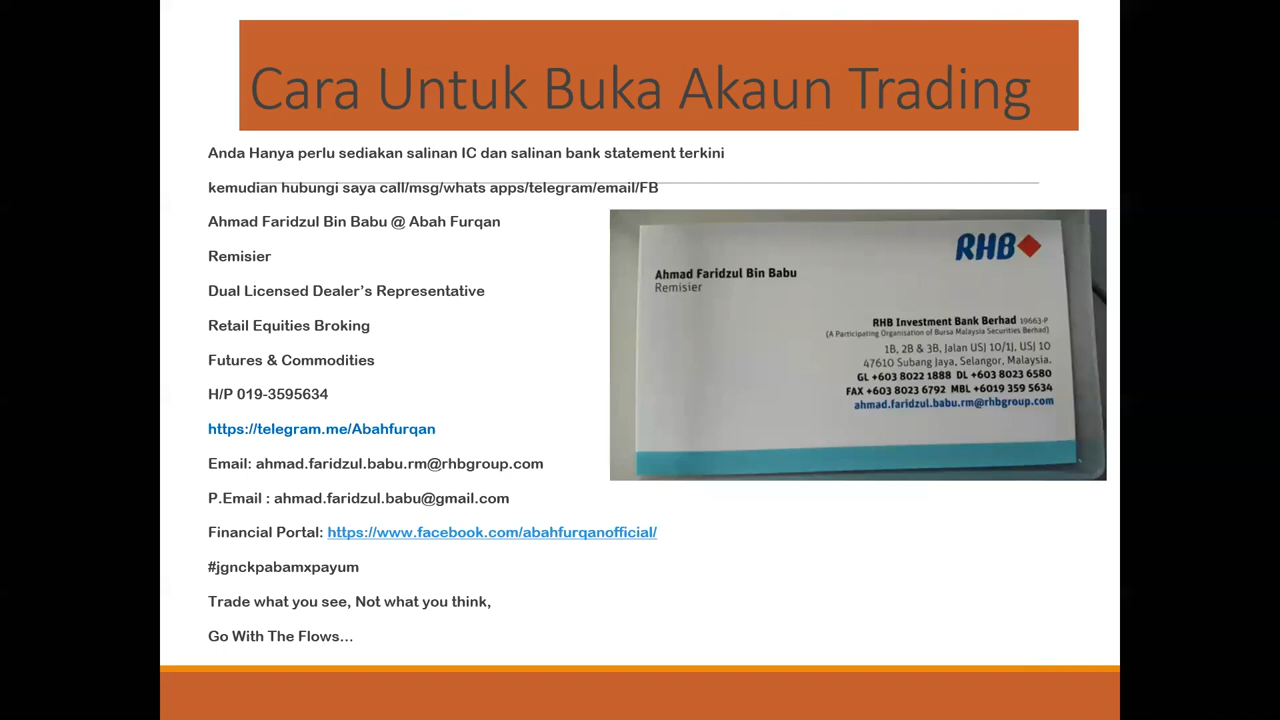 Cara Untuk Buka Akaun Trading
Anda Hanya perlu sediakan salinan IC dan salinan bank statement terkini
kemudian hubungi saya call/msg/whats apps/telegram/email/FB
Ahmad Faridzul Bin Babu @ Abah Furqan
Remisier
Dual Licensed Dealer’s Representative
Retail Equities Broking
Futures & Commodities
H/P 019-3595634
https://telegram.me/Abahfurqan
Email: ahmad.faridzul.babu.rm@rhbgroup.com
P.Email : ahmad.faridzul.babu@gmail.com
Financial Portal: https://www.facebook.com/abahfurqanofficial/
#jgnckpabamxpayum
Trade what you see, Not what you think,
Go With The Flows...
RHB
Ahmad Faridzul Bin Babu
Remisier
RHB Investment Bank Berhad 19663-P
(A Participating Organisation of Bursa Malaysia Securities Berhad)
1B, 2B & 3B, Jalan USJ 10/1J, USJ 10
47610 Subang Jaya, Selangor, Malaysia.
GL +603 8022 1888 DL +603 8023 6580
FAX +603 8023 6792 MBL +6019 359 5634
ahmad.faridzul.babu.rm@rhbgroup.com